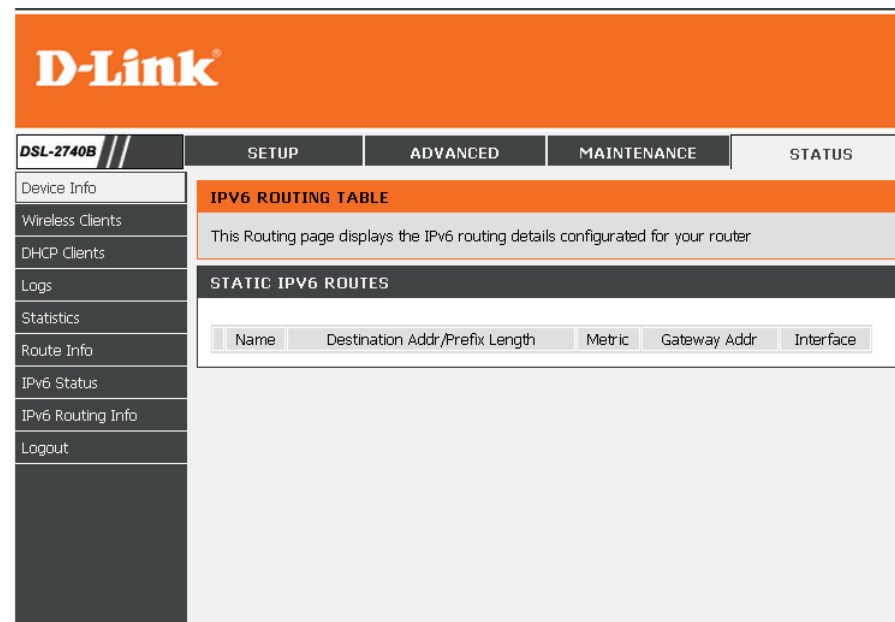 D-Link®
DSL-2740B
SETUP
ADVANCED
MAINTENANCE
STATUS
Device Info
Wireless Clients
DHCP Clients
Logs
Statistics
Route Info
IPv6 Status
IPv6 Routing Info
Logout
IPV6 ROUTING TABLE
This Routing page displays the IPv6 routing details configurated for your router
STATIC IPV6 ROUTES
Name Destination Addr/Prefix Length Metric Gateway Addr Interface